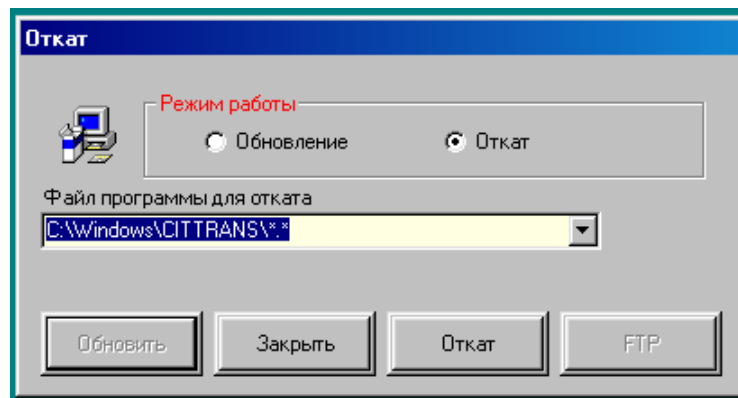 Откат
Режим работы
Обновление Откат
Файл программы для отката
C:\Windows\CITTRANS\*.*
Обновить Закрыть Откат FTP